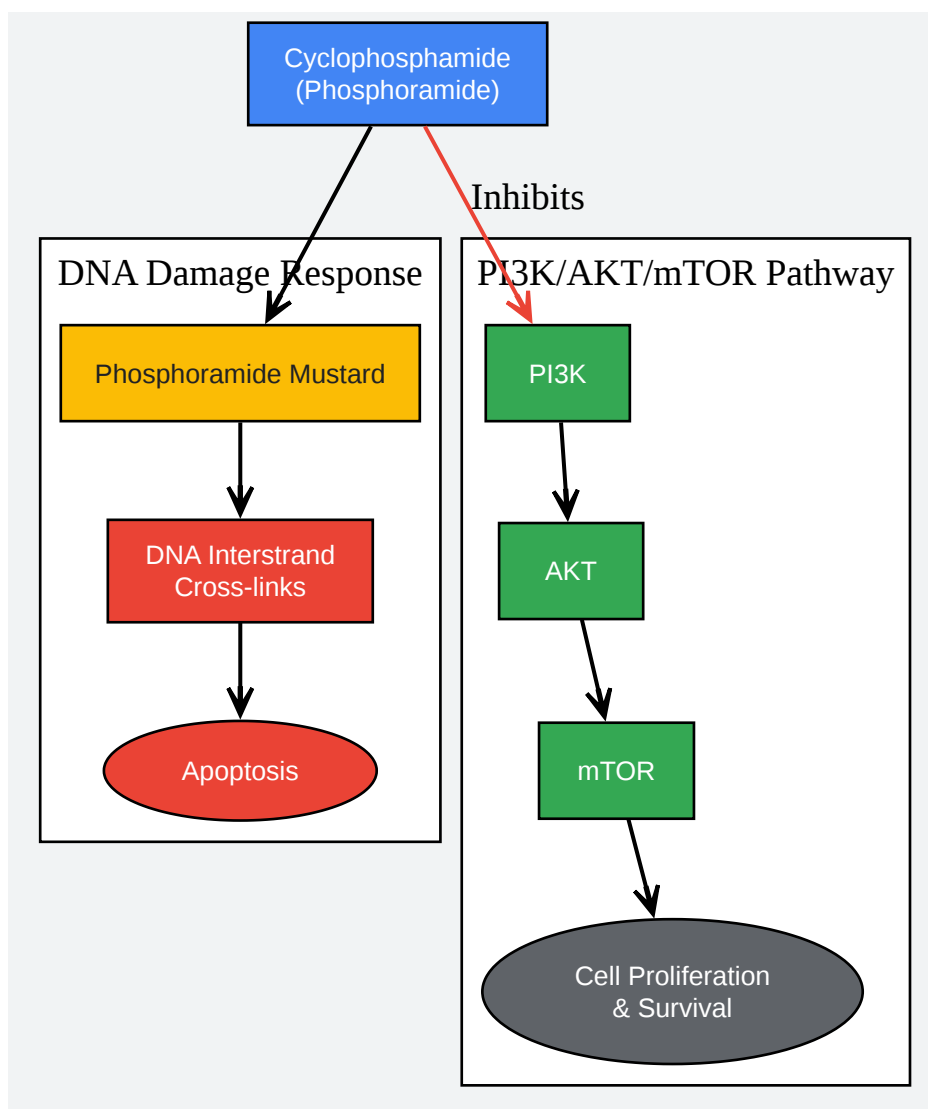 Cyclophosphamide
(Phosphoramide)
Inhibits
DNA Damage Response
Phosphoramide Mustard
DNA Interstrand
Cross-links
Apoptosis
PI3K/AKT/mTOR Pathway
PI3K
AKT
mTOR
Cell Proliferation
& Survival